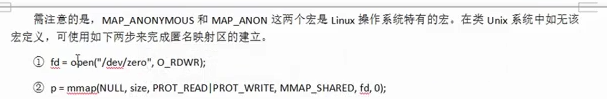 需注意的是，MAP_ANONYMOUS 和 MAP_ANON 这两个宏是 Linux 操作系统特有的宏。在类 Unix 系统中如无该
宏定义，可使用如下两步来完成匿名映射区的建立。
① fd = open("/dev/zero", O_RDWR);
② p = mmap(NULL, size, PROT_READ|PROT_WRITE, MMAP_SHARED, fd, 0);